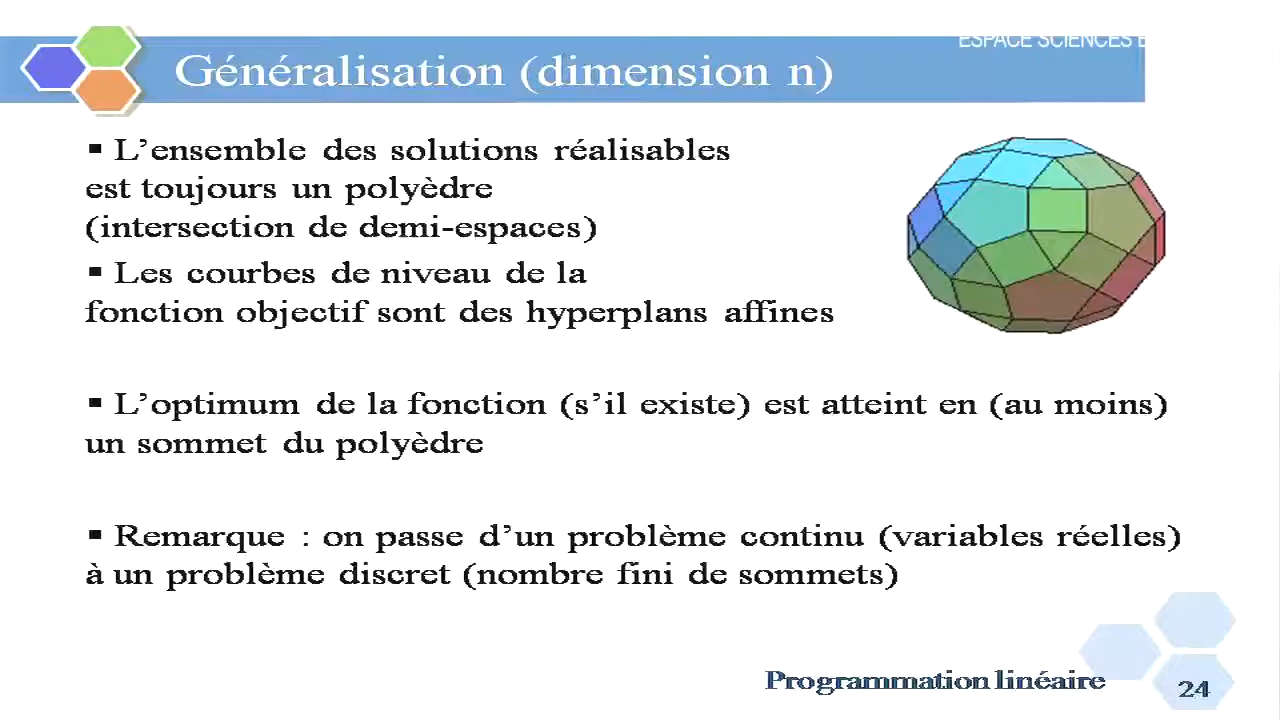 ESPACE SCIENCES
Généralisation (dimension n)
▪ L’ensemble des solutions réalisables
est toujours un polyèdre
(intersection de demi-espaces)
▪ Les courbes de niveau de la
fonction objectif sont des hyperplans affines
▪ L’optimum de la fonction (s’il existe) est atteint en (au moins)
un sommet du polyèdre
▪ Remarque : on passe d’un problème continu (variables réelles)
à un problème discret (nombre fini de sommets)
Programmation linéaire
24